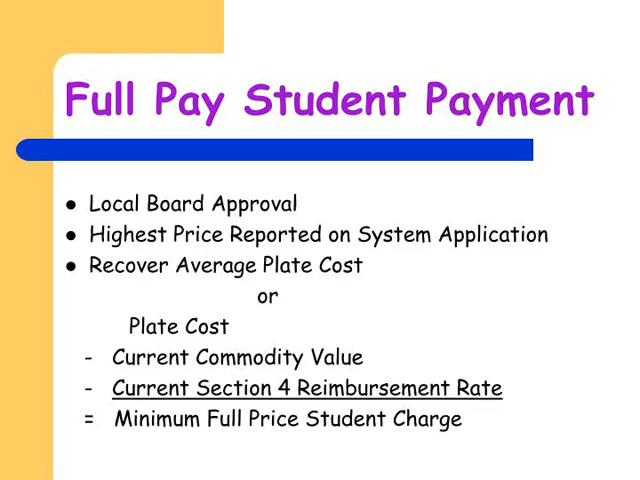 Full Pay Student Payment
● Local Board Approval
● Highest Price Reported on System Application
● Recover Average Plate Cost
or
Plate Cost
- Current Commodity Value
- Current Section 4 Reimbursement Rate
= Minimum Full Price Student Charge